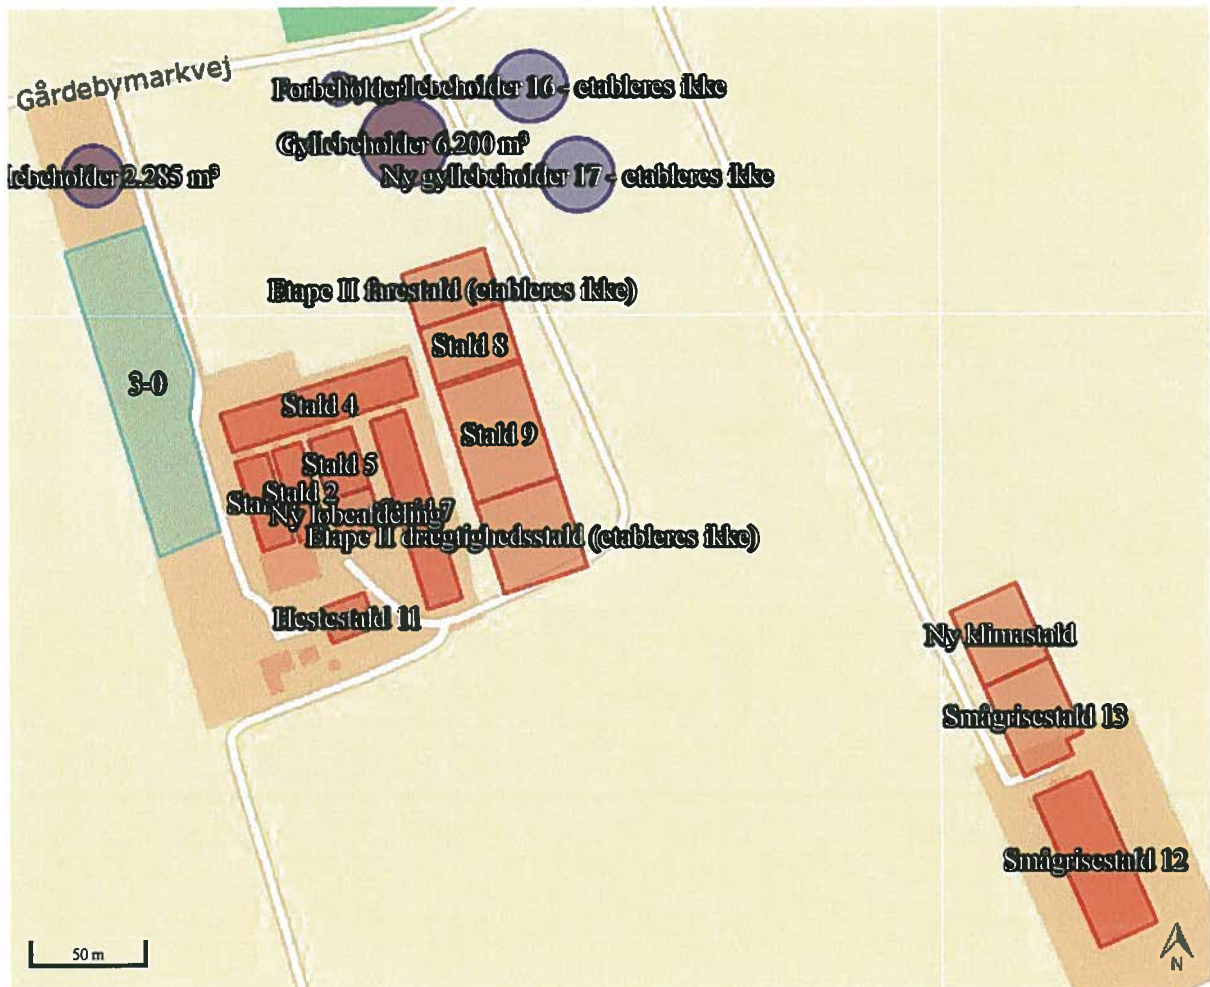 Gårdebymarkvej
Forbeholder
gyllebeholder 16 - etableres ikke
Gyllebeholder 6.200 m³
Ny gyllebeholder 17 - etableres ikke
lebeholder 2.285 m³
Etape II farestald (etableres ikke)
Stald 8
3-0
Stald 4
Stald 9
Stald 5
Stald 2
Ny løbeafdeling
7
Etape II drægtighedsstald (etableres ikke)
Hestestald 11
Ny klimastald
Smågrisestald 13
Smågrisestald 12
50 m
N